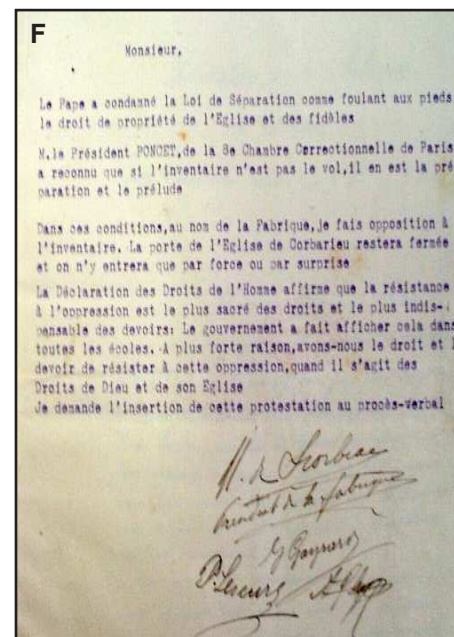 F
Monsieur,
Le Pape a condamné la Loi de Séparation comme foulant aux pieds
le droit de propriété de l'Eglise et des fidèles
M.le Président PONCET,de la 8e Chambre Correctionnelle de Paris
a reconnu que si l'inventaire n'est pas le vol,il en est la pré
paration et le prélude
Dans ces conditions,au nom de la Fabrique,je fais opposition à
l'inventaire. La porte de l'Eglise de Corbarieu restera fermée
et on n'y entrera que par force ou par surprise
La Déclaration des Droits de l'Homme affirme que la résistance
à l'oppression est le plus sacré des droits et le plus indis-
pensable des devoirs: Le gouvernement a fait afficher cela dans
toutes les écoles. A plus forte raison,avons-nous le droit et l
devoir de résister à cette oppression,quand il s'agit des
Droits de Dieu et de son Eglise
Je demande l'insertion de cette protestation au procès-verbal
de Scorbiac
Président de la fabrique